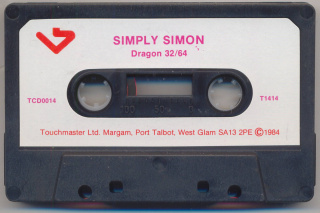 SIMPLY SIMON
Dragon 32/64
TCD0014
T1414
Touchmaster Ltd. Margam, Port Talbot, West Glam SA13 2PE ©1984